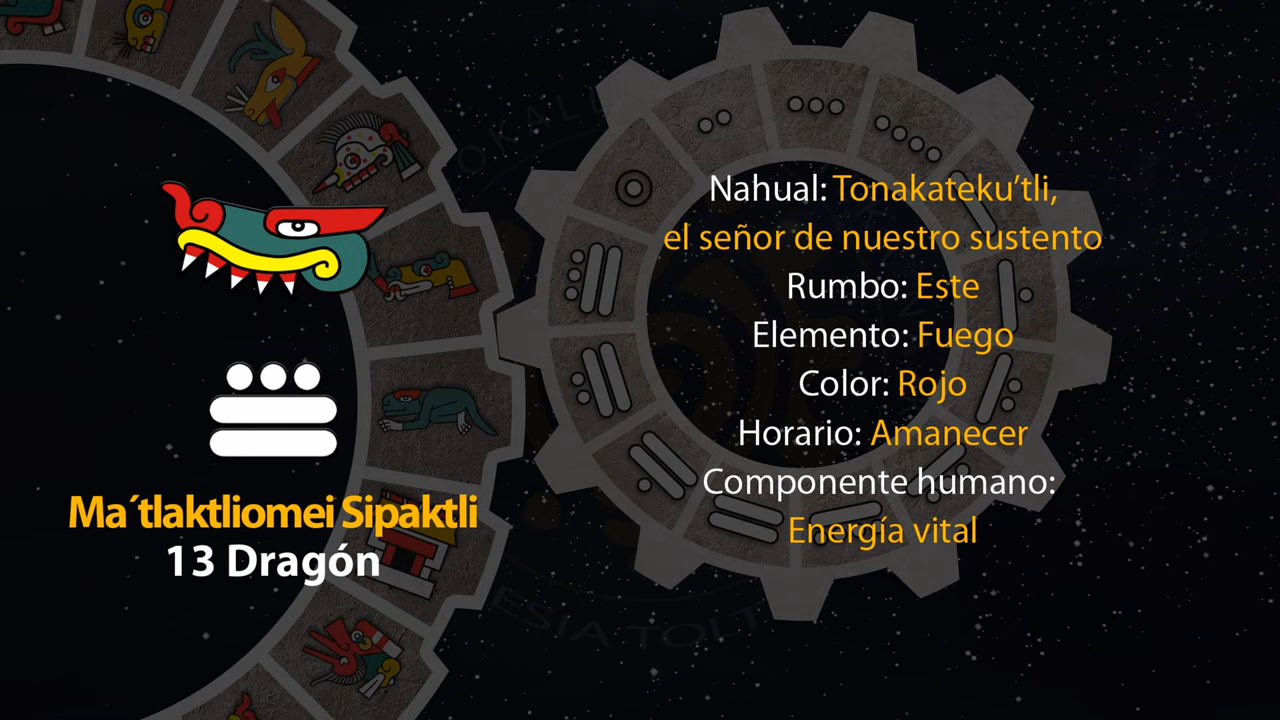 Ma´tlaktliomei Sipaktli
13 Dragón
Nahual: Tonakateku’tli,
el señor de nuestro sustento
Rumbo: Este
Elemento: Fuego
Color: Rojo
Horario: Amanecer
Componente humano:
Energía vital